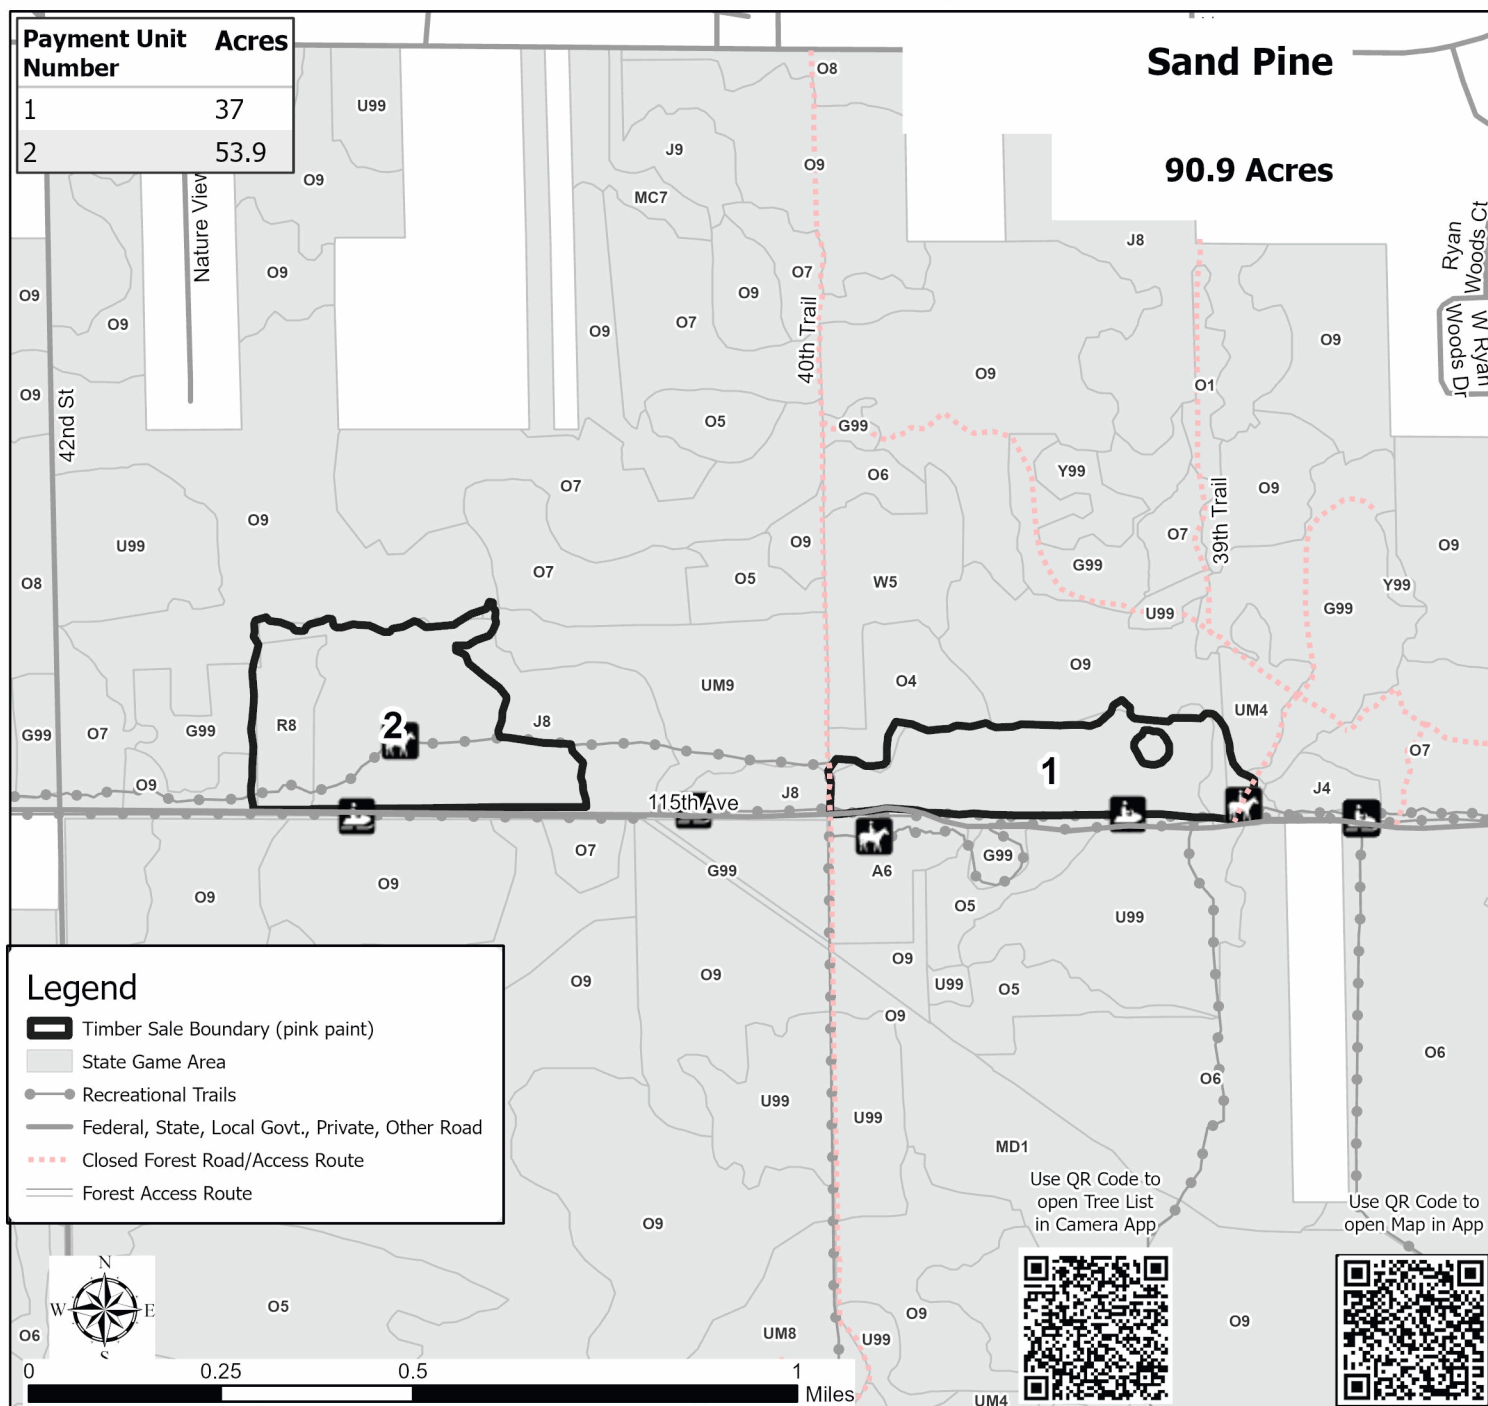 Payment Unit Number Acres
1 37
2 53.9
Sand Pine
90.9 Acres
O8
U99
J9
O9
O9
MC7
Nature View
Ryan
Woods Ct
J8
O9
O7
O9
O9
O9
O7
O9
40th Trail
O9
W Ryan
Woods Dr
O9
O1
O9
42nd St
O5
G99
O6
Y99
O7
O9
39th Trail
O9
U99
O9
O7
O9
O8
O7
O5
W5
G99
Y99
G99
U99
O9
UM9
O4
UM4
R8
2
J8
G99
O7
G99
O7
1
O9
115th Ave
J8
J4
O7
G99
A6
G99
O9
O9
O5
U99
O9
O9
O9
U99
O5
O9
O6
O6
U99
U99
MD1
O9
Legend
Timber Sale Boundary (pink paint)
State Game Area
Recreational Trails
Federal, State, Local Govt., Private, Other Road
Closed Forest Road/Access Route
Forest Access Route
Use QR Code to
open Tree List
in Camera App
Use QR Code to
open Map in App
N
W E
S
O5
O6
UM8
U99
O9
O9
UM4
0 0.25 0.5 1
Miles